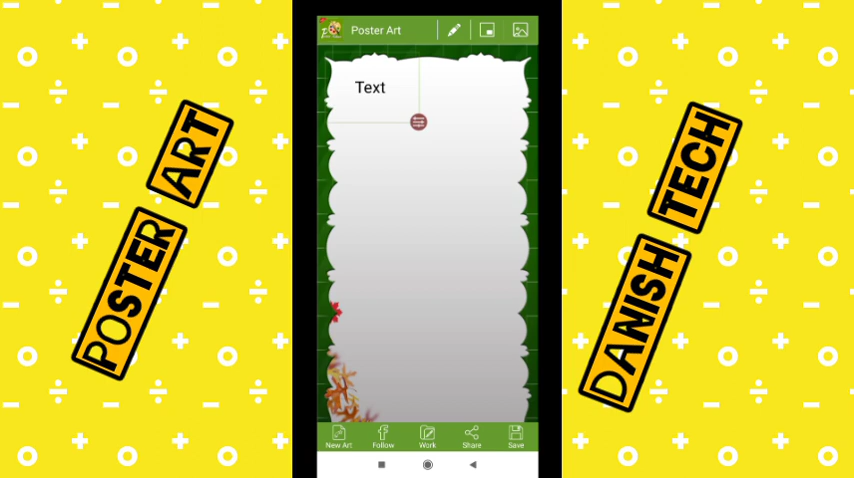 POSTER ART
Poster Art
Text
DANISH TECH
New Art
Follow
Work
Share
Save